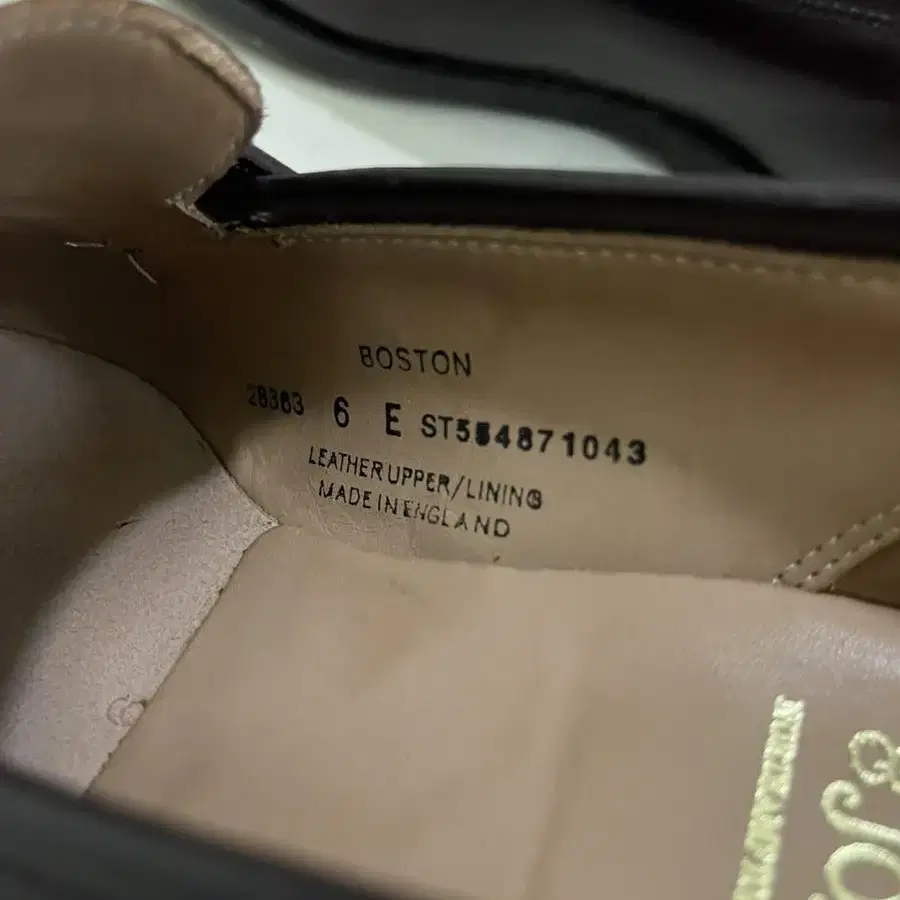 BOSTON
28363 6 E ST554871043
LEATHER UPPER/LINING
MADE IN ENGLAND